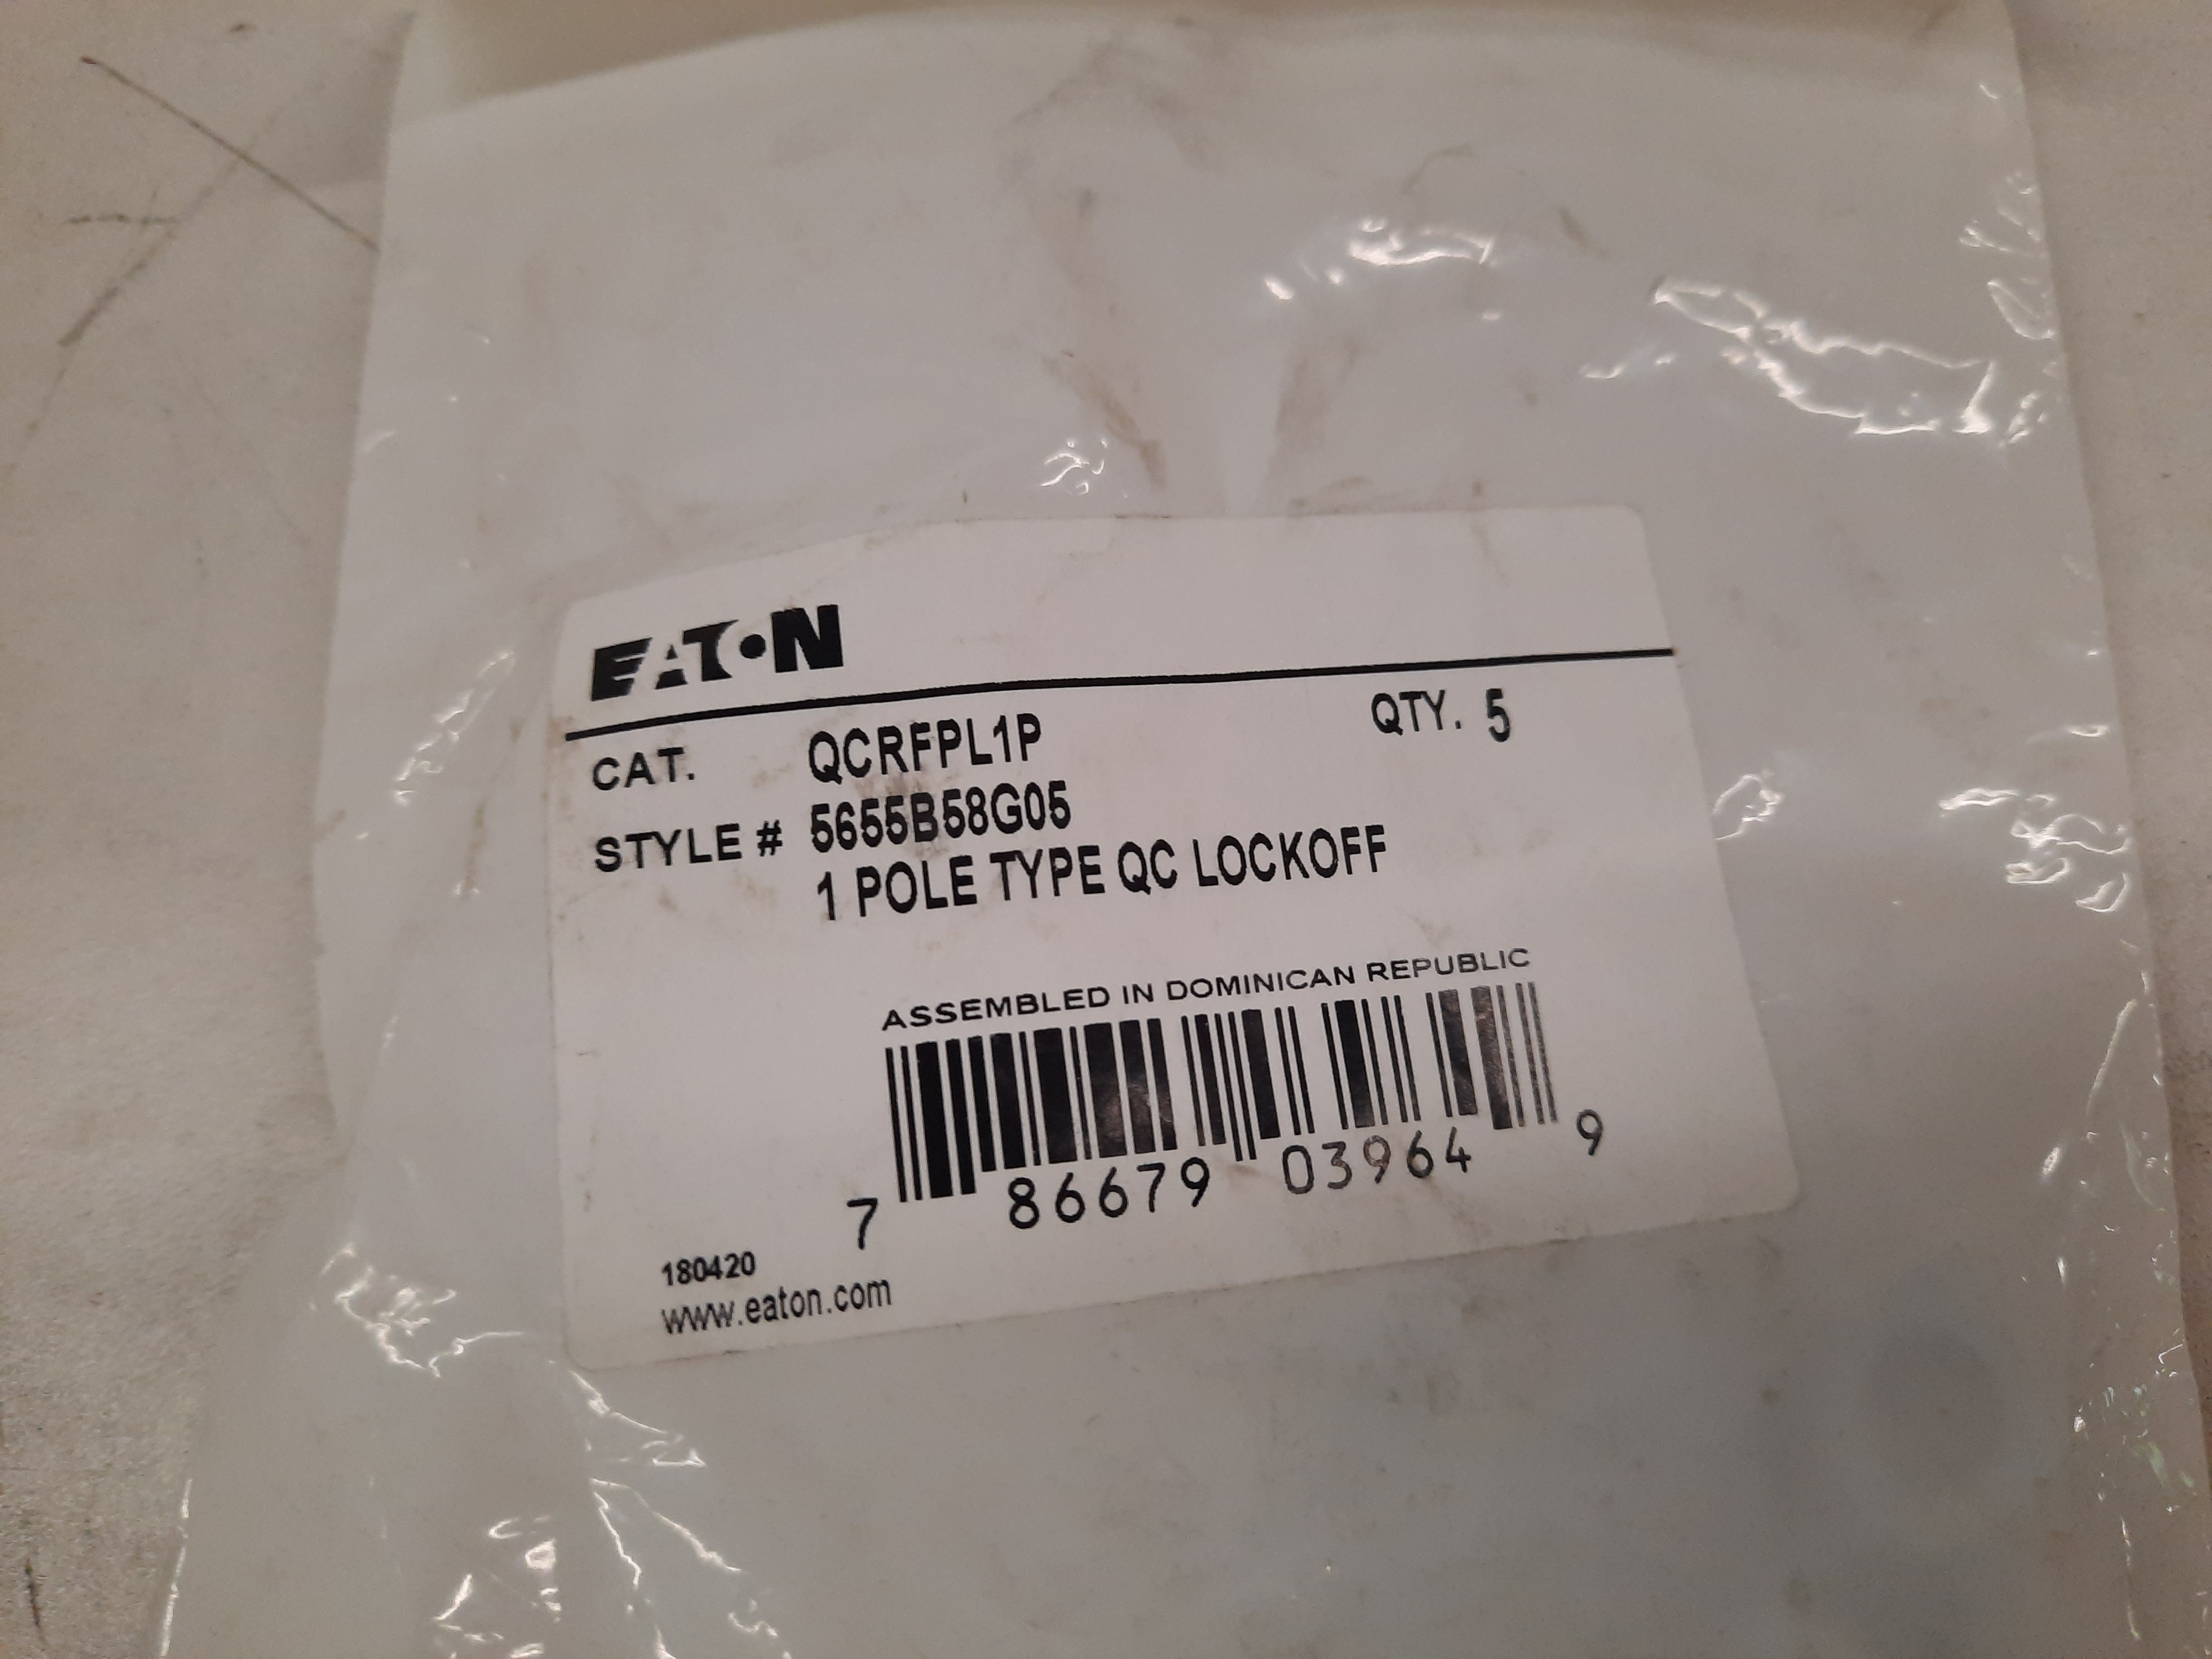 EATON
CAT. QCRFPL1P QTY. 5
STYLE # 5655B58G05
1 POLE TYPE QC LOCKOFF
ASSEMBLED IN DOMINICAN REPUBLIC
7 86679 03964 9
180420
www.eaton.com